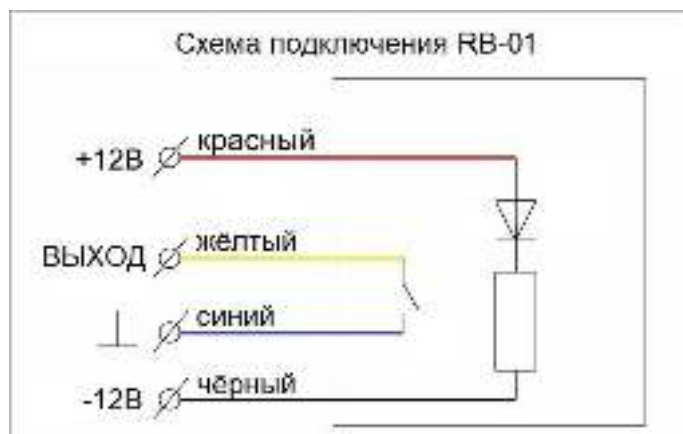 Схема подключения RB-01
+12В красный
ВЫХОД жёлтый
синий
-12В чёрный